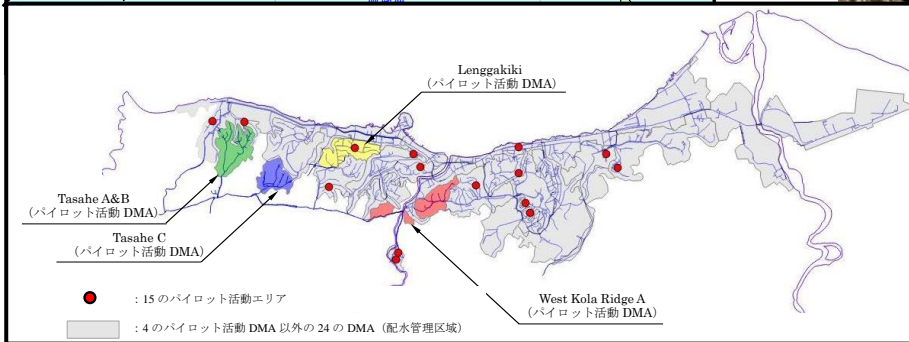 Lenggakiki
(パイロット活動 DMA)
Tasahe A&B
(パイロット活動 DMA)
Tasahe C
(パイロット活動 DMA)
West Kola Ridge A
(パイロット活動 DMA)
:15 のパイロット活動エリア
:4 のパイロット活動 DMA 以外の 24 の DMA(配水管理区域)